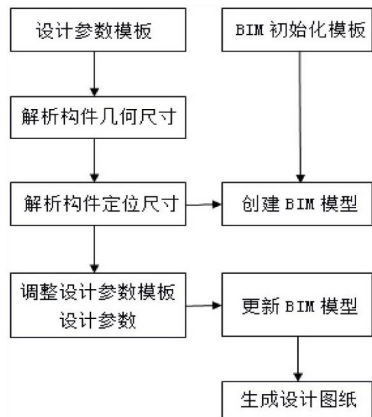 设计参数模板
BIM 初始化模板
解析构件几何尺寸
解析构件定位尺寸
创建 BIM 模型
调整设计参数模板
设计参数
更新 BIM 模型
生成设计图纸